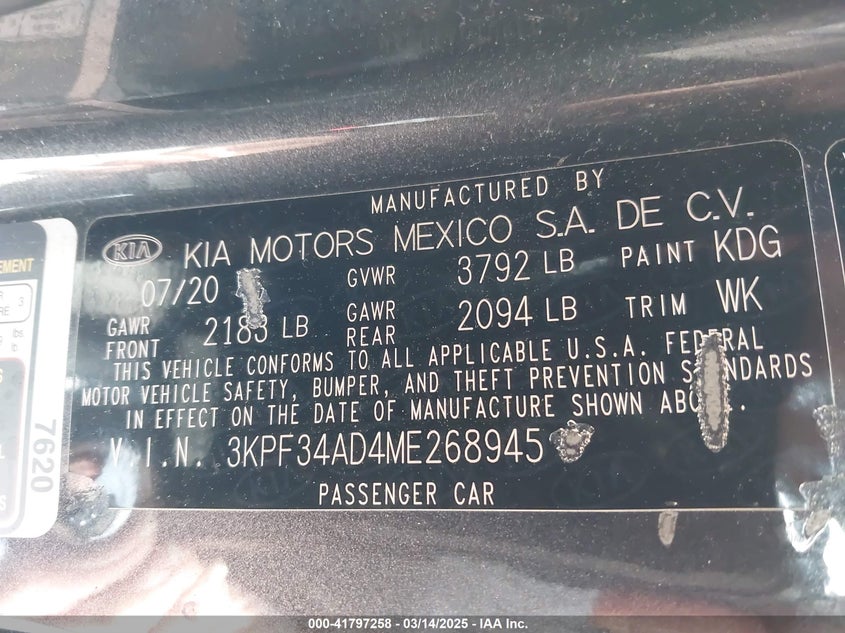 MANUFACTURED BY
KIA KIA MOTORS MEXICO S.A. DE C.V.
07/20 GVWR 3792 LB PAINT KDG
GAWR FRONT 2183 LB GAWR REAR 2094 LB TRIM WK
THIS VEHICLE CONFORMS TO ALL APPLICABLE U.S.A. FEDERAL
MOTOR VEHICLE SAFETY, BUMPER, AND THEFT PREVENTION STANDARDS
IN EFFECT ON THE DATE OF MANUFACTURE SHOWN ABOVE.
V.I.N. 3KPF34AD4ME268945
PASSENGER CAR
EMENT
7620
000-41797258 - 03/14/2025 - IAA Inc.